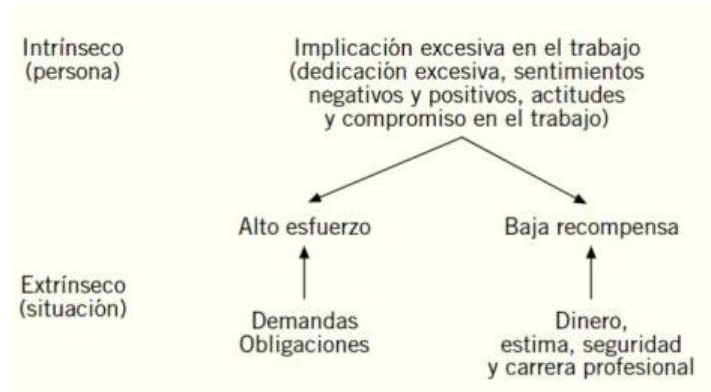 Intrínseco
(persona)
Implicación excesiva en el trabajo
(dedicación excesiva, sentimientos
negativos y positivos, actitudes
y compromiso en el trabajo)
Alto esfuerzo
Baja recompensa
Extrínseco
(situación)
Demandas
Obligaciones
Dinero,
estima, seguridad
y carrera profesional